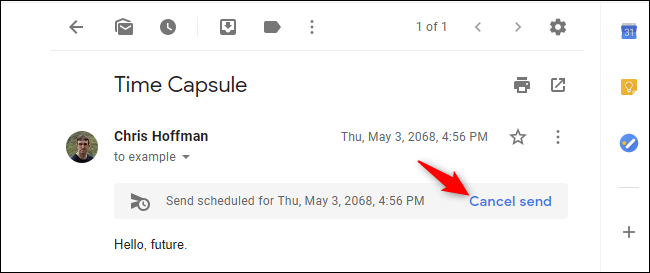 1 of 1
31
Time Capsule
Chris Hoffman
Thu, May 3, 2068, 4:56 PM
to example
Send scheduled for Thu, May 3, 2068, 4:56 PM
Cancel send
Hello, future.